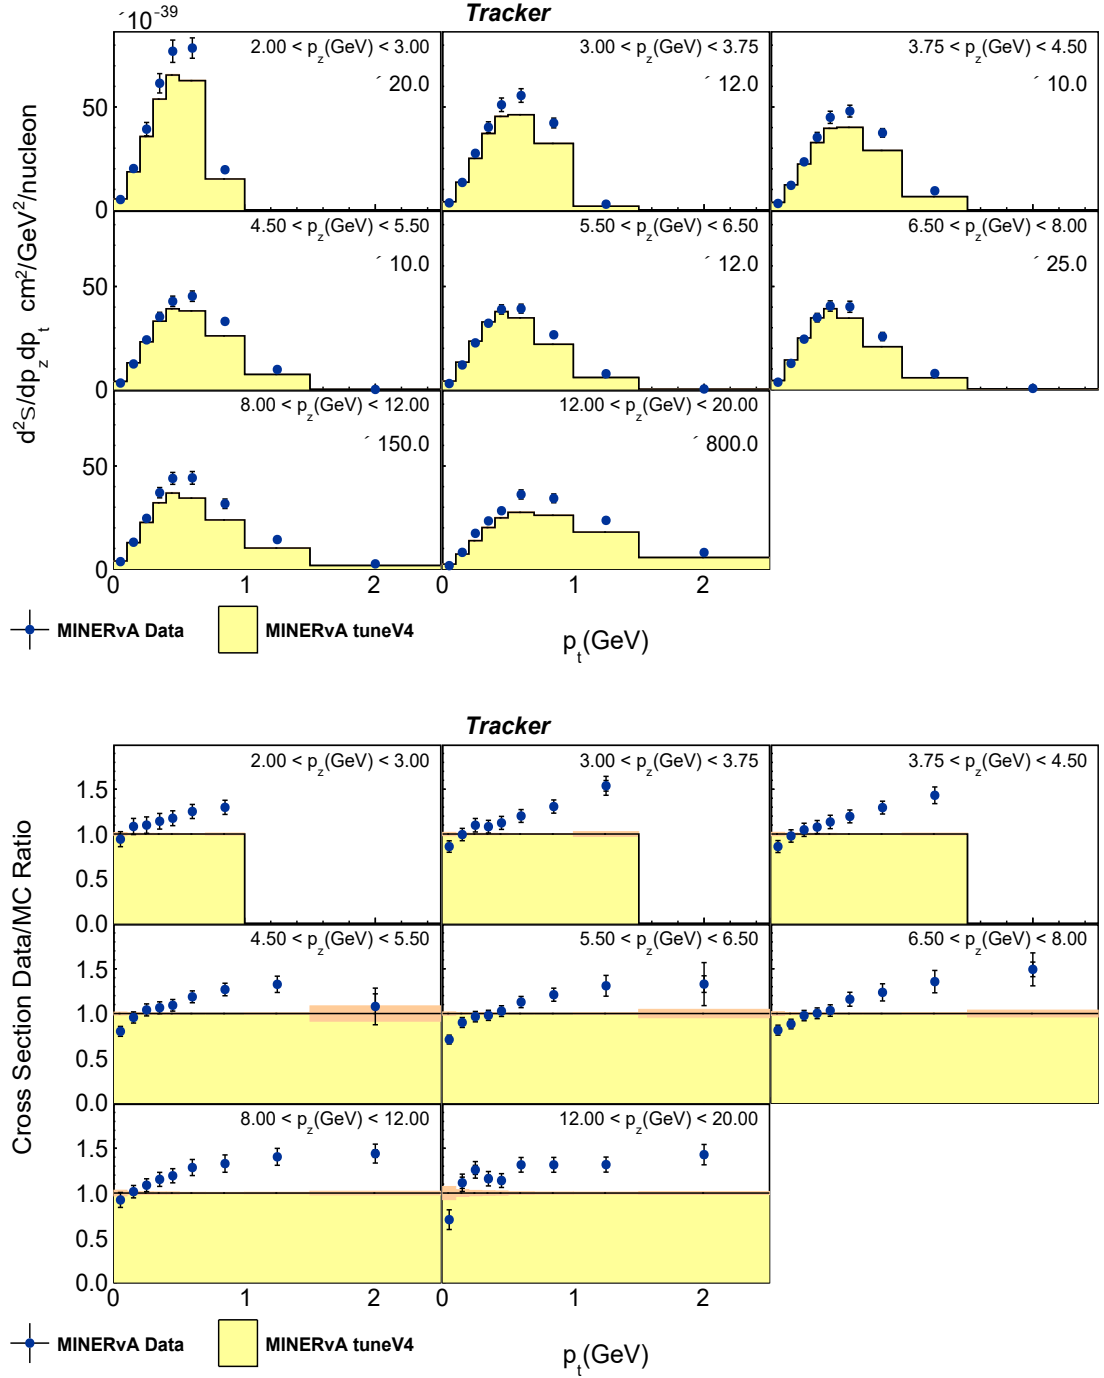 Tracker
´10⁻³⁹
2.00 < p_z(GeV) < 3.00
´ 20.0
3.00 < p_z(GeV) < 3.75
´ 12.0
3.75 < p_z(GeV) < 4.50
´ 10.0
50
0
4.50 < p_z(GeV) < 5.50
´ 10.0
5.50 < p_z(GeV) < 6.50
´ 12.0
6.50 < p_z(GeV) < 8.00
´ 25.0
50
0
8.00 < p_z(GeV) < 12.00
´ 150.0
12.00 < p_z(GeV) < 20.00
´ 800.0
50
0
0 1 2 0 1 2
d²s/dp_z dp_t cm²/GeV²/nucleon
p_t(GeV)
MINERvA Data
MINERvA tuneV4
Tracker
2.00 < p_z(GeV) < 3.00
3.00 < p_z(GeV) < 3.75
3.75 < p_z(GeV) < 4.50
1.5
1.0
0.5
0.0
4.50 < p_z(GeV) < 5.50
5.50 < p_z(GeV) < 6.50
6.50 < p_z(GeV) < 8.00
1.5
1.0
0.5
0.0
8.00 < p_z(GeV) < 12.00
12.00 < p_z(GeV) < 20.00
1.5
1.0
0.5
0.0
0 1 2 0 1 2
Cross Section Data/MC Ratio
p_t(GeV)
MINERvA Data
MINERvA tuneV4